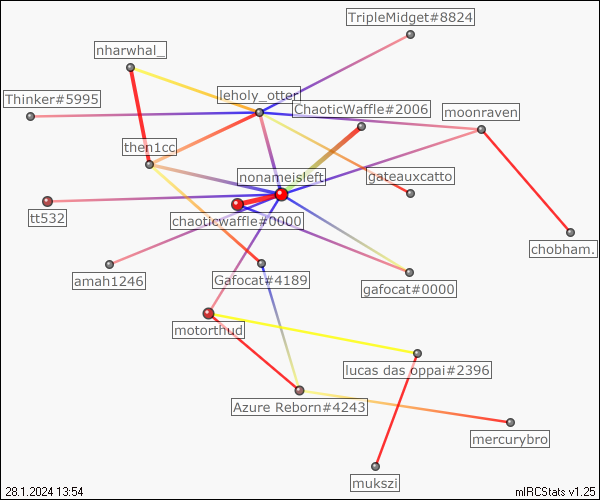 TripleMidget#8824
nharwhal_
Thinker#5995
leholy_otter
ChaoticWaffle#2006
moonraven
then1cc
nonameisleft
gateauxcatto
tt532
chaoticwaffle#0000
chobham.
amah1246
Gafocat#4189
gafocat#0000
motorthud
lucas das oppai#2396
Azure Reborn#4243
mercurybro
mukszi
28.1.2024 13:54
mIRCStats v1.25